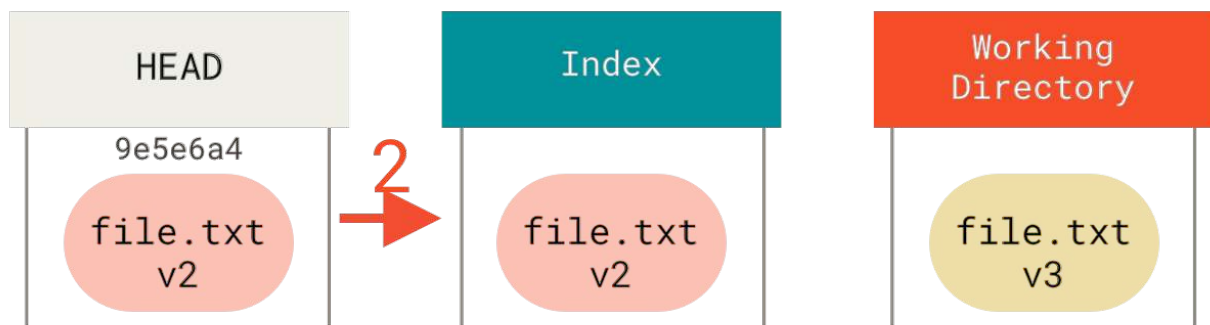 HEAD
Index
Working
Directory
9e5e6a4
2
file.txt
v2
file.txt
v2
file.txt
v3